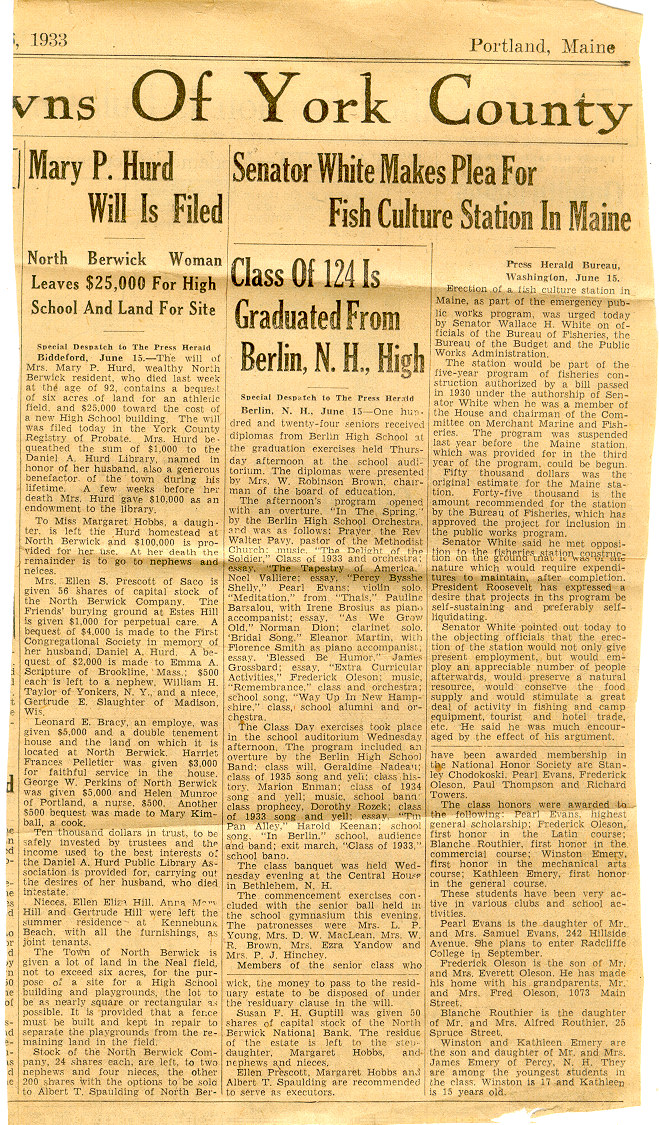 , 1933
Portland, Maine
wns Of York County
Mary P. Hurd
Will Is Filed
North Berwick Woman
Leaves $25,000 For High
School And Land For Site
Special Despatch to The Press Herald
Biddeford, June 15.—The will of
Mrs. Mary P. Hurd, wealthy North
Berwick resident, who died last week
at the age of 92, contains a bequest
of six acres of land for an athletic
field, and $25,000 toward the cost of
a new High School building. The will
was filed today in the York County
Registry of Probate. Mrs. Hurd be-
queathed the sum of $1,000 to the
Daniel A. Hurd Library, named in
honor of her husband, also a generous
benefactor of the town during his
lifetime. A few weeks before her
death Mrs. Hurd gave $10,000 as an
endowment to the library.
To Miss Margaret Hobbs, a daugh-
ter, is left the Hurd homestead at
North Berwick and $100,000 is pro-
vided for her use. At her death the
remainder is to go to nephews and
neices.
Mrs. Ellen S. Prescott of Saco is
given 56 shares of capital stock of
the North Berwick Company. The
Friends' burying ground at Estes Hill
is given $1,000 for perpetual care. A
bequest of $4,000 is made to the First
Congregational Society in memory of
her husband, Daniel A. Hurd. A be-
quest of $2,000 is made to Emma A.
Scripture of Brookline, Mass.; $500
each is left to a nephew, William H.
Taylor of Yonkers, N. Y., and a niece,
Gertrude E. Slaughter of Madison,
Wis.
Leonard E. Bracy, an employe, was
given $5,000 and a double tenement
house and the land on which it is
located at North Berwick. Harriet
Frances Pelletier was given $3,000
for faithful service in the house.
George W. Perkins of North Berwick
was given $5,000 and Helen Munroe
of Portland, a nurse, $500. Another
$500 bequest was made to Mary Kim-
ball, a cook.
Ten thousand dollars in trust, to be
safely invested by trustees and the
income used to the best interests of
the Daniel A. Hurd Public Library As-
sociation is provided for, carrying out
the desires of her husband, who died
intestate.
Nieces, Ellen Eliza Hill, Anna Mary
Hill and Gertrude Hill were left the
summer residence at Kennebunk
Beach, with all the furnishings, as
joint tenants.
The Town of North Berwick is
given a lot of land in the Neal field,
not to exceed six acres, for the pur-
pose of a site for a High School
building and playgrounds, the lot to
be as nearly square or rectangular as
possible. It is provided that a fence
must be built and kept in repair to
separate the playgrounds from the re-
maining land in the field.
Stock of the North Berwick Com-
pany, 24 shares each, are left, to two
nephews and four nieces, the other
200 shares with the options to be sold
to Albert T. Spaulding of North Ber-
Senator White Makes Plea For
Fish Culture Station In Maine
Class Of 124 Is
Graduated From
Berlin, N. H., High
Special Despatch to The Press Herald
Berlin, N. H., June 15—One hun-
dred and twenty-four seniors received
diplomas from Berlin High School at
the graduation exercises held Thurs-
day afternoon at the school audi-
torium. The diplomas were presented
by Mrs. W. Robinson Brown, chair-
man of the board of education.
The afternoon's program opened
with an overture, "In The Spring,"
by the Berlin High School Orchestra,
and was as follows: Prayer the Rev
Walter Pavy, pastor of the Methodist
Church; music, "The Delight of the
Soldier," Class of 1933 and orchestra;
essay, "The Tapestry of America,"
Noel Valliere; essay, "Percy Bysshe
Shelly," Pearl Evans; violin solo,
"Meditation," from "Thais," Pauline
Barsalou, with Irene Brosius as piano
accompanist; essay, "As We Grow
Old," Norman Dion; clarinet solo,
'Bridal Song," Eleanor Martin, with
Florence Smith as piano accompanist;
essay, 'Blessed Be Humor," James
Grossbard; essay, "Extra Curricular
Activities," Frederick Oleson; music,
"Remembrance," class and orchestra;
school song, "Way Up In New Hamp-
shire," class, school alumni and or-
chestra.
The Class Day exercises took place
in the school auditorium Wednesday
afternoon. The program included an
overture by the Berlin High School
Band; class will, Geraldine Nadeau;
class of 1935 song and yell; class his-
tory, Marion Enman; class of 1934
song and yell; music, school band;
class prophecy, Dorothy Rozek; class
of 1933 song and yell; essay, "Tin
Pan Alley," Harold Keenan; school
song, "In Berlin," school, audience
and band; exit march, "Class of 1933,"
school band.
The class banquet was held Wed-
nesday evening at the Central House
in Bethlehem, N. H.
The commencement exercises con-
cluded with the senior ball held in
the school gymnasium this evening.
The patronesses were Mrs. L. P.
Young, Mrs. D. W. MacLean, Mrs. W.
R. Brown, Mrs. Ezra Yandow and
Mrs. P. J. Hinchey.
Members of the senior class who
wick, the money to pass to the resid-
uary estate to be disposed of under
the residuary clause in the will.
Susan F. H. Guptill was given 50
shares of capital stock of the North
Berwick National Bank. The residue
of the estate is left to the step-
daughter, Margaret Hobbs, and
nephews and nieces.
Ellen Prescott, Margaret Hobbs and
Albert T. Spaulding are recommended
to serve as executors.
Press Herald Bureau,
Washington, June 15.
Erection of a fish culture station in
Maine, as part of the emergency pub-
lic works program, was urged today
by Senator Wallace H. White on of-
ficials of the Bureau of Fisheries, the
Bureau of the Budget and the Public
Works Administration.
The station would be part of the
five-year program of fisheries con-
struction authorized by a bill passed
in 1930 under the authorship of Sen-
ator White when he was a member of
the House and chairman of the Com-
mittee on Merchant Marine and Fish-
eries. The program was suspended
last year before the Maine station,
which was provided for in the third
year of the program, could be begun.
Fifty thousand dollars was the
original estimate for the Maine sta-
tion. Forty-five thousand is the
amount recommended for the station
by the Bureau of Fisheries, which has
approved the project for inclusion in
the public works program.
Senator White said he met opposi-
tion to the fisheries station construc-
tion on the ground that it was of the
nature which would require expendi-
tures to maintain, after completion.
President Roosevelt has expressed a
desire that projects in the program be
self-sustaining and preferably self-
liquidating.
Senator White pointed out today to
the objecting officials that the erec-
tion of the station would not only give
present employment, but would em-
ploy an appreciable number of people
afterwards, would preserve a natural
resource, would conserve the food
supply and would stimulate a great
deal of activity in fishing and camp
equipment, tourist and hotel trade,
etc. He said he was much encour-
aged by the effect of his argument.
have been awarded membership in
the National Honor Society are Stan-
ley Chodokoski, Pearl Evans, Frederick
Oleson, Paul Thompson and Richard
Towers.
The class honors were awarded to
the following: Pearl Evans, highest
general scholarship; Frederick Oleson,
first honor in the Latin course;
Blanche Routhier, first honor in the
commercial course; Winston Emery,
first honor in the mechanical arts
course; Kathleen Emery, first honor
in the general course.
These students have been very ac-
tive in various clubs and school ac-
tivities.
Pearl Evans is the daughter of Mr.
and Mrs. Samuel Evans, 242 Hillside
Avenue. She plans to enter Radcliffe
College in September.
Frederick Oleson is the son of Mr.
and Mrs. Everett Oleson. He has made
his home with his grandparents, Mr.
and Mrs. Fred Oleson, 1073 Main
Street.
Blanche Routhier is the daughter
of Mr. and Mrs. Alfred Routhier, 25
Spruce Street.
Winston and Kathleen Emery are
the son and daughter of Mr. and Mrs.
James Emery of Percy, N. H. They
are among the youngest students in
the class. Winston is 17 and Kathleen
is 15 years old.